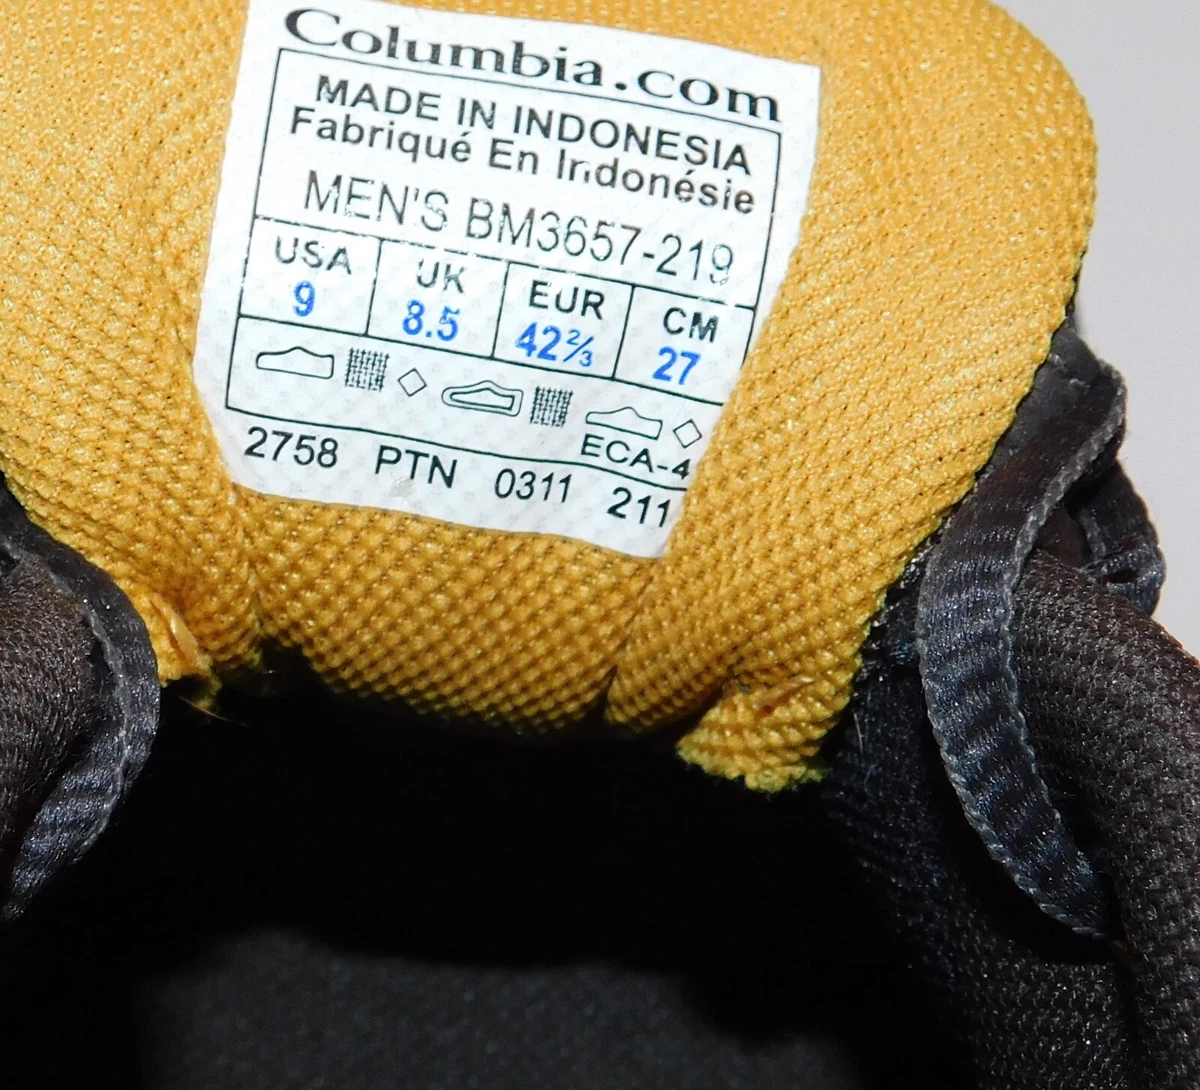 Columbia.com
MADE IN INDONESIA
Fabriqué En Indonésie
MEN'S BM3657-219
USA UK EUR CM
9 8.5 42⅔ 27
ECA-4
2758 PTN 0311 211